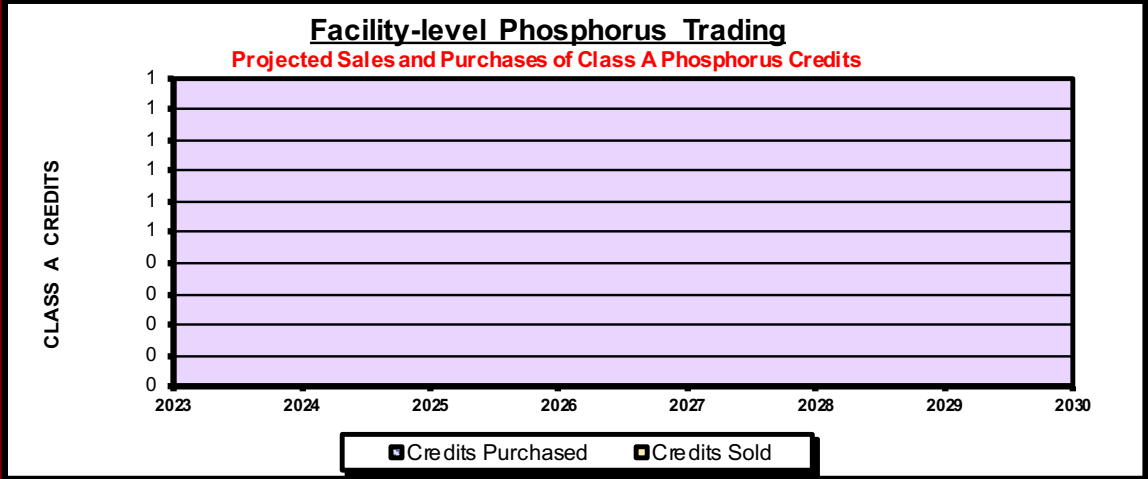 Facility-level Phosphorus Trading
Projected Sales and Purchases of Class A Phosphorus Credits
CLASS A CREDITS
1
1
1
1
1
1
0
0
0
0
0
2023 2024 2025 2026 2027 2028 2029 2030
Credits Purchased Credits Sold